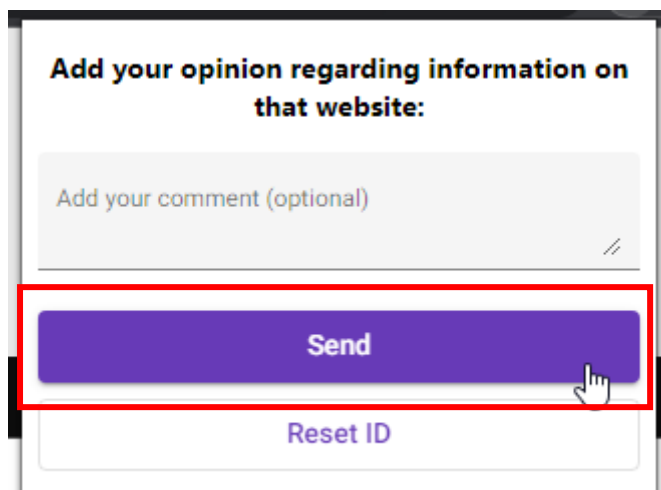 Add your opinion regarding information on
that website:
Add your comment (optional)
Send
Reset ID